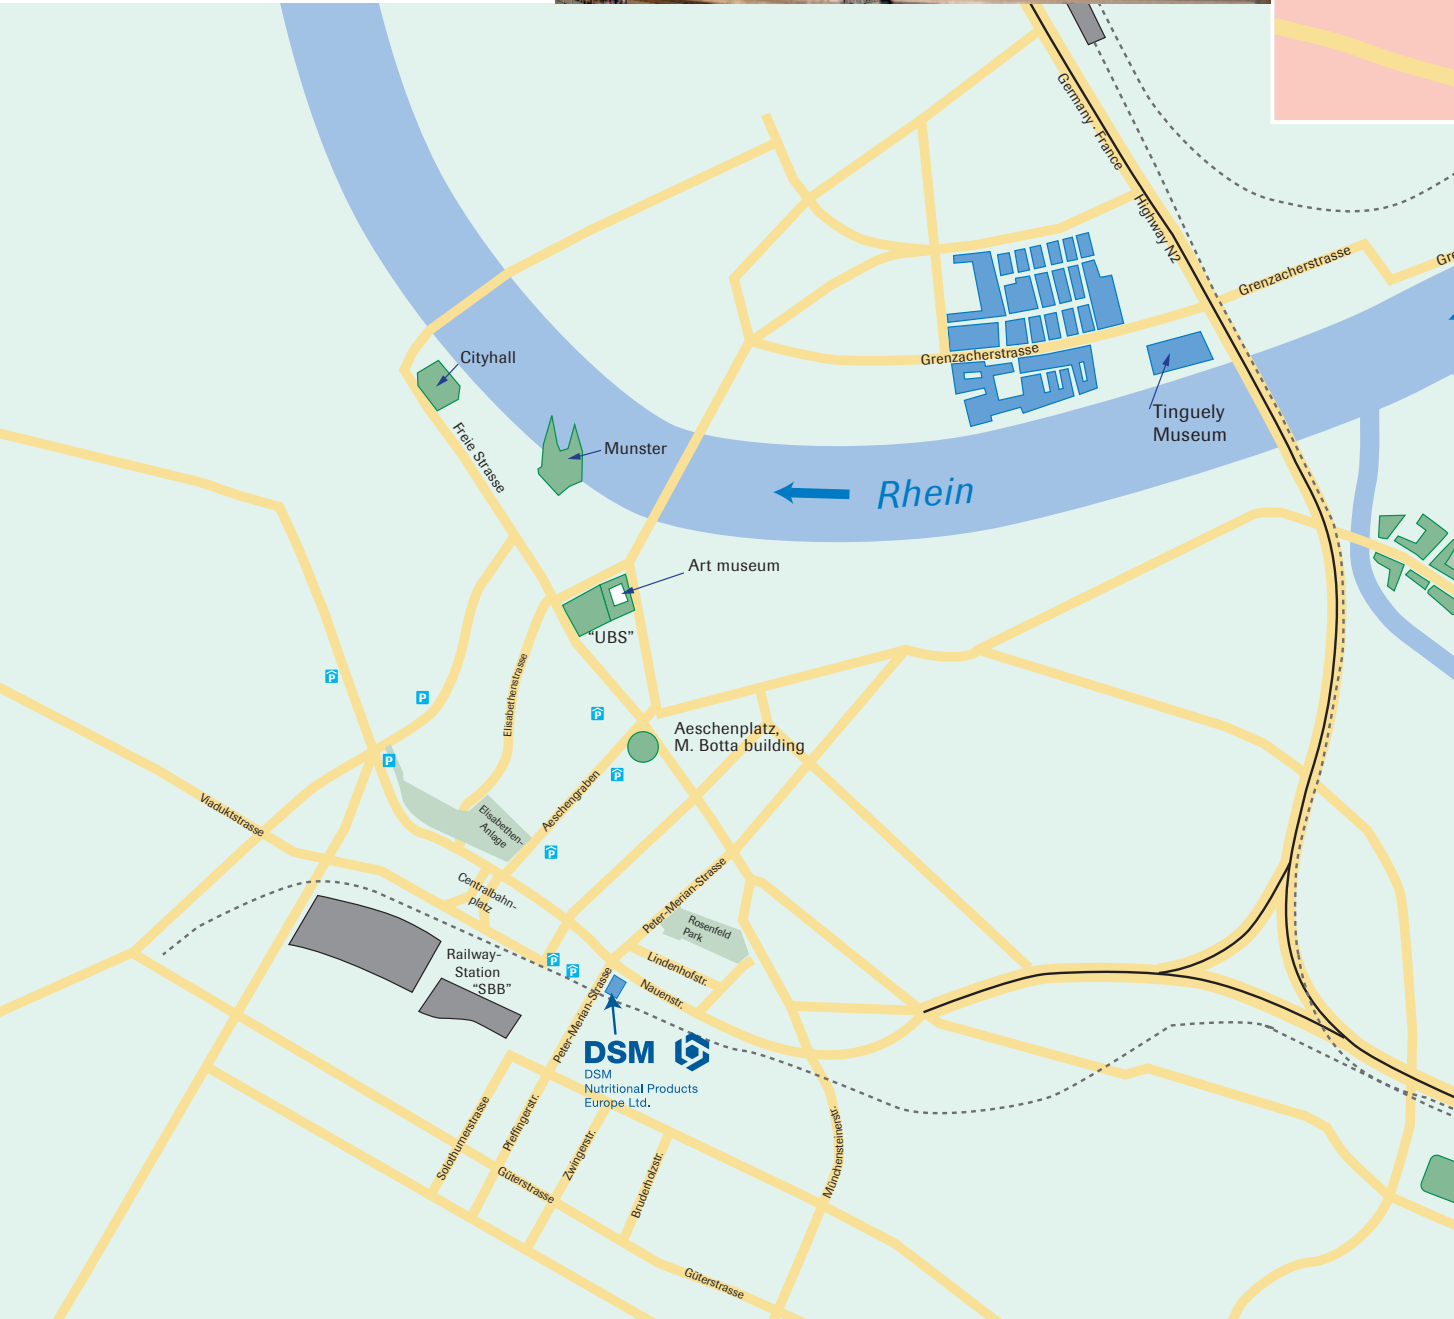 Germany · France
Highway N2
Grenzacherstrasse
Gre
Cityhall
Grenzacherstrasse
Tinguely
Museum
Freie Strasse
Munster
Rhein
Art museum
“UBS”
P
P
Elisabethenstrasse
P
Aeschenplatz,
M. Botta building
P
P
Viaduktstrasse
Aeschengraben
Elisabethen-
Anlage
P
Centralbahn-
platz
Peter-Merian-Strasse
Rosenfeld
Park
Railway-
Station
“SBB”
P
P
Lindenhofstr.
Nauenstr.
Peter-Merian-Strasse
DSM
DSM
Nutritional Products
Europe Ltd.
Solothurnerstrasse
Pfeffingerstr.
Zwingerstr.
Bruderholzstr.
Münchensteinerstr.
Güterstrasse
Güterstrasse